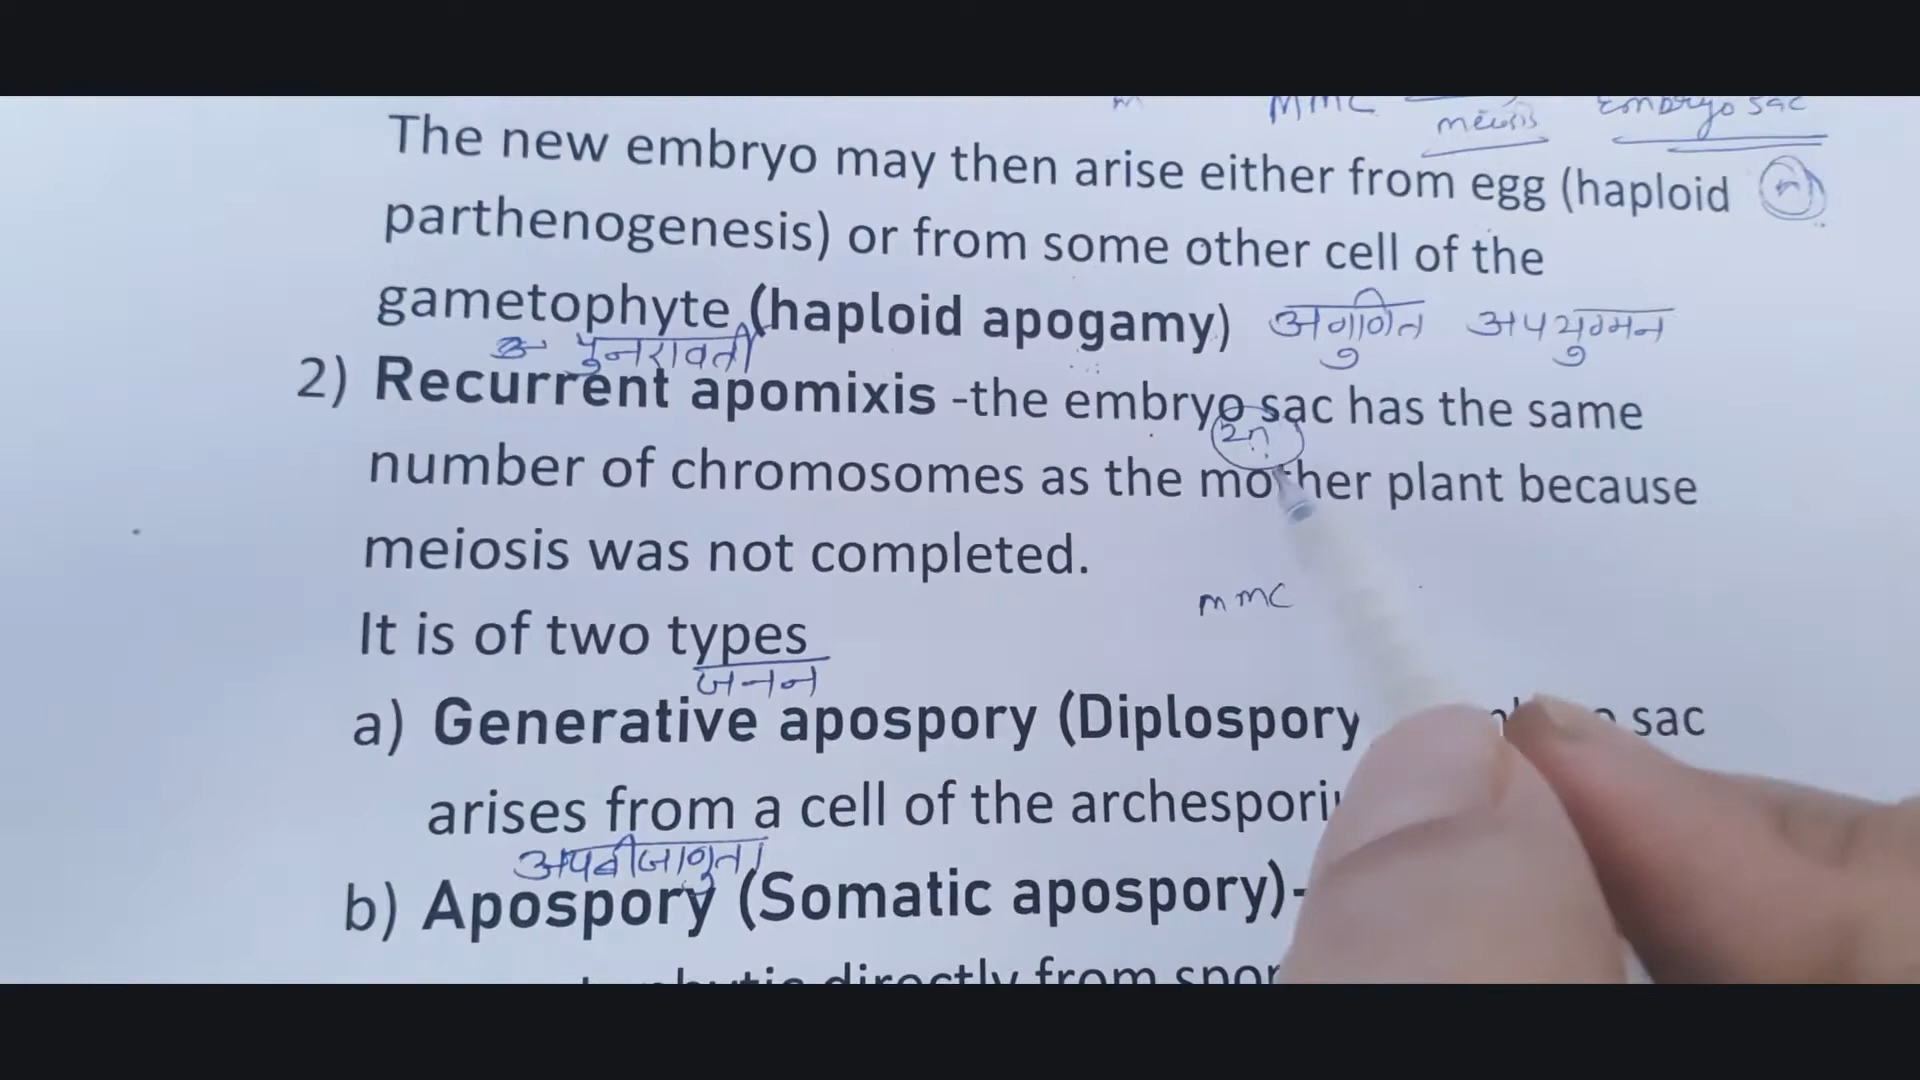 MMC meiosis embryo sac
The new embryo may then arise either from egg (haploid n
parthenogenesis) or from some other cell of the
gametophyte (haploid apogamy) अगुणित अपयुग्मन
पुनरावर्ती
2) Recurrent apomixis -the embryo sac has the same
2n
number of chromosomes as the mother plant because
meiosis was not completed.
MMC
It is of two types
जनन
a) Generative apospory (Diplospory sac
arises from a cell of the
अपबीजाणुता
b) Apospory (Somatic apospory)-
directly from